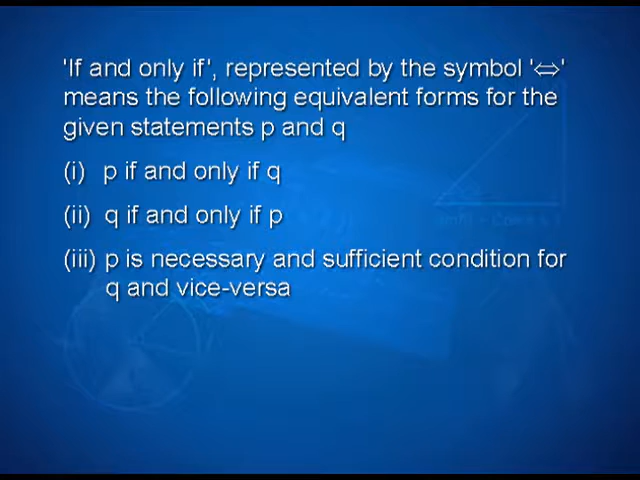 'If and only if', represented by the symbol '⇔'
means the following equivalent forms for the
given statements p and q
(i) p if and only if q
(ii) q if and only if p
(iii) p is necessary and sufficient condition for
q and vice-versa